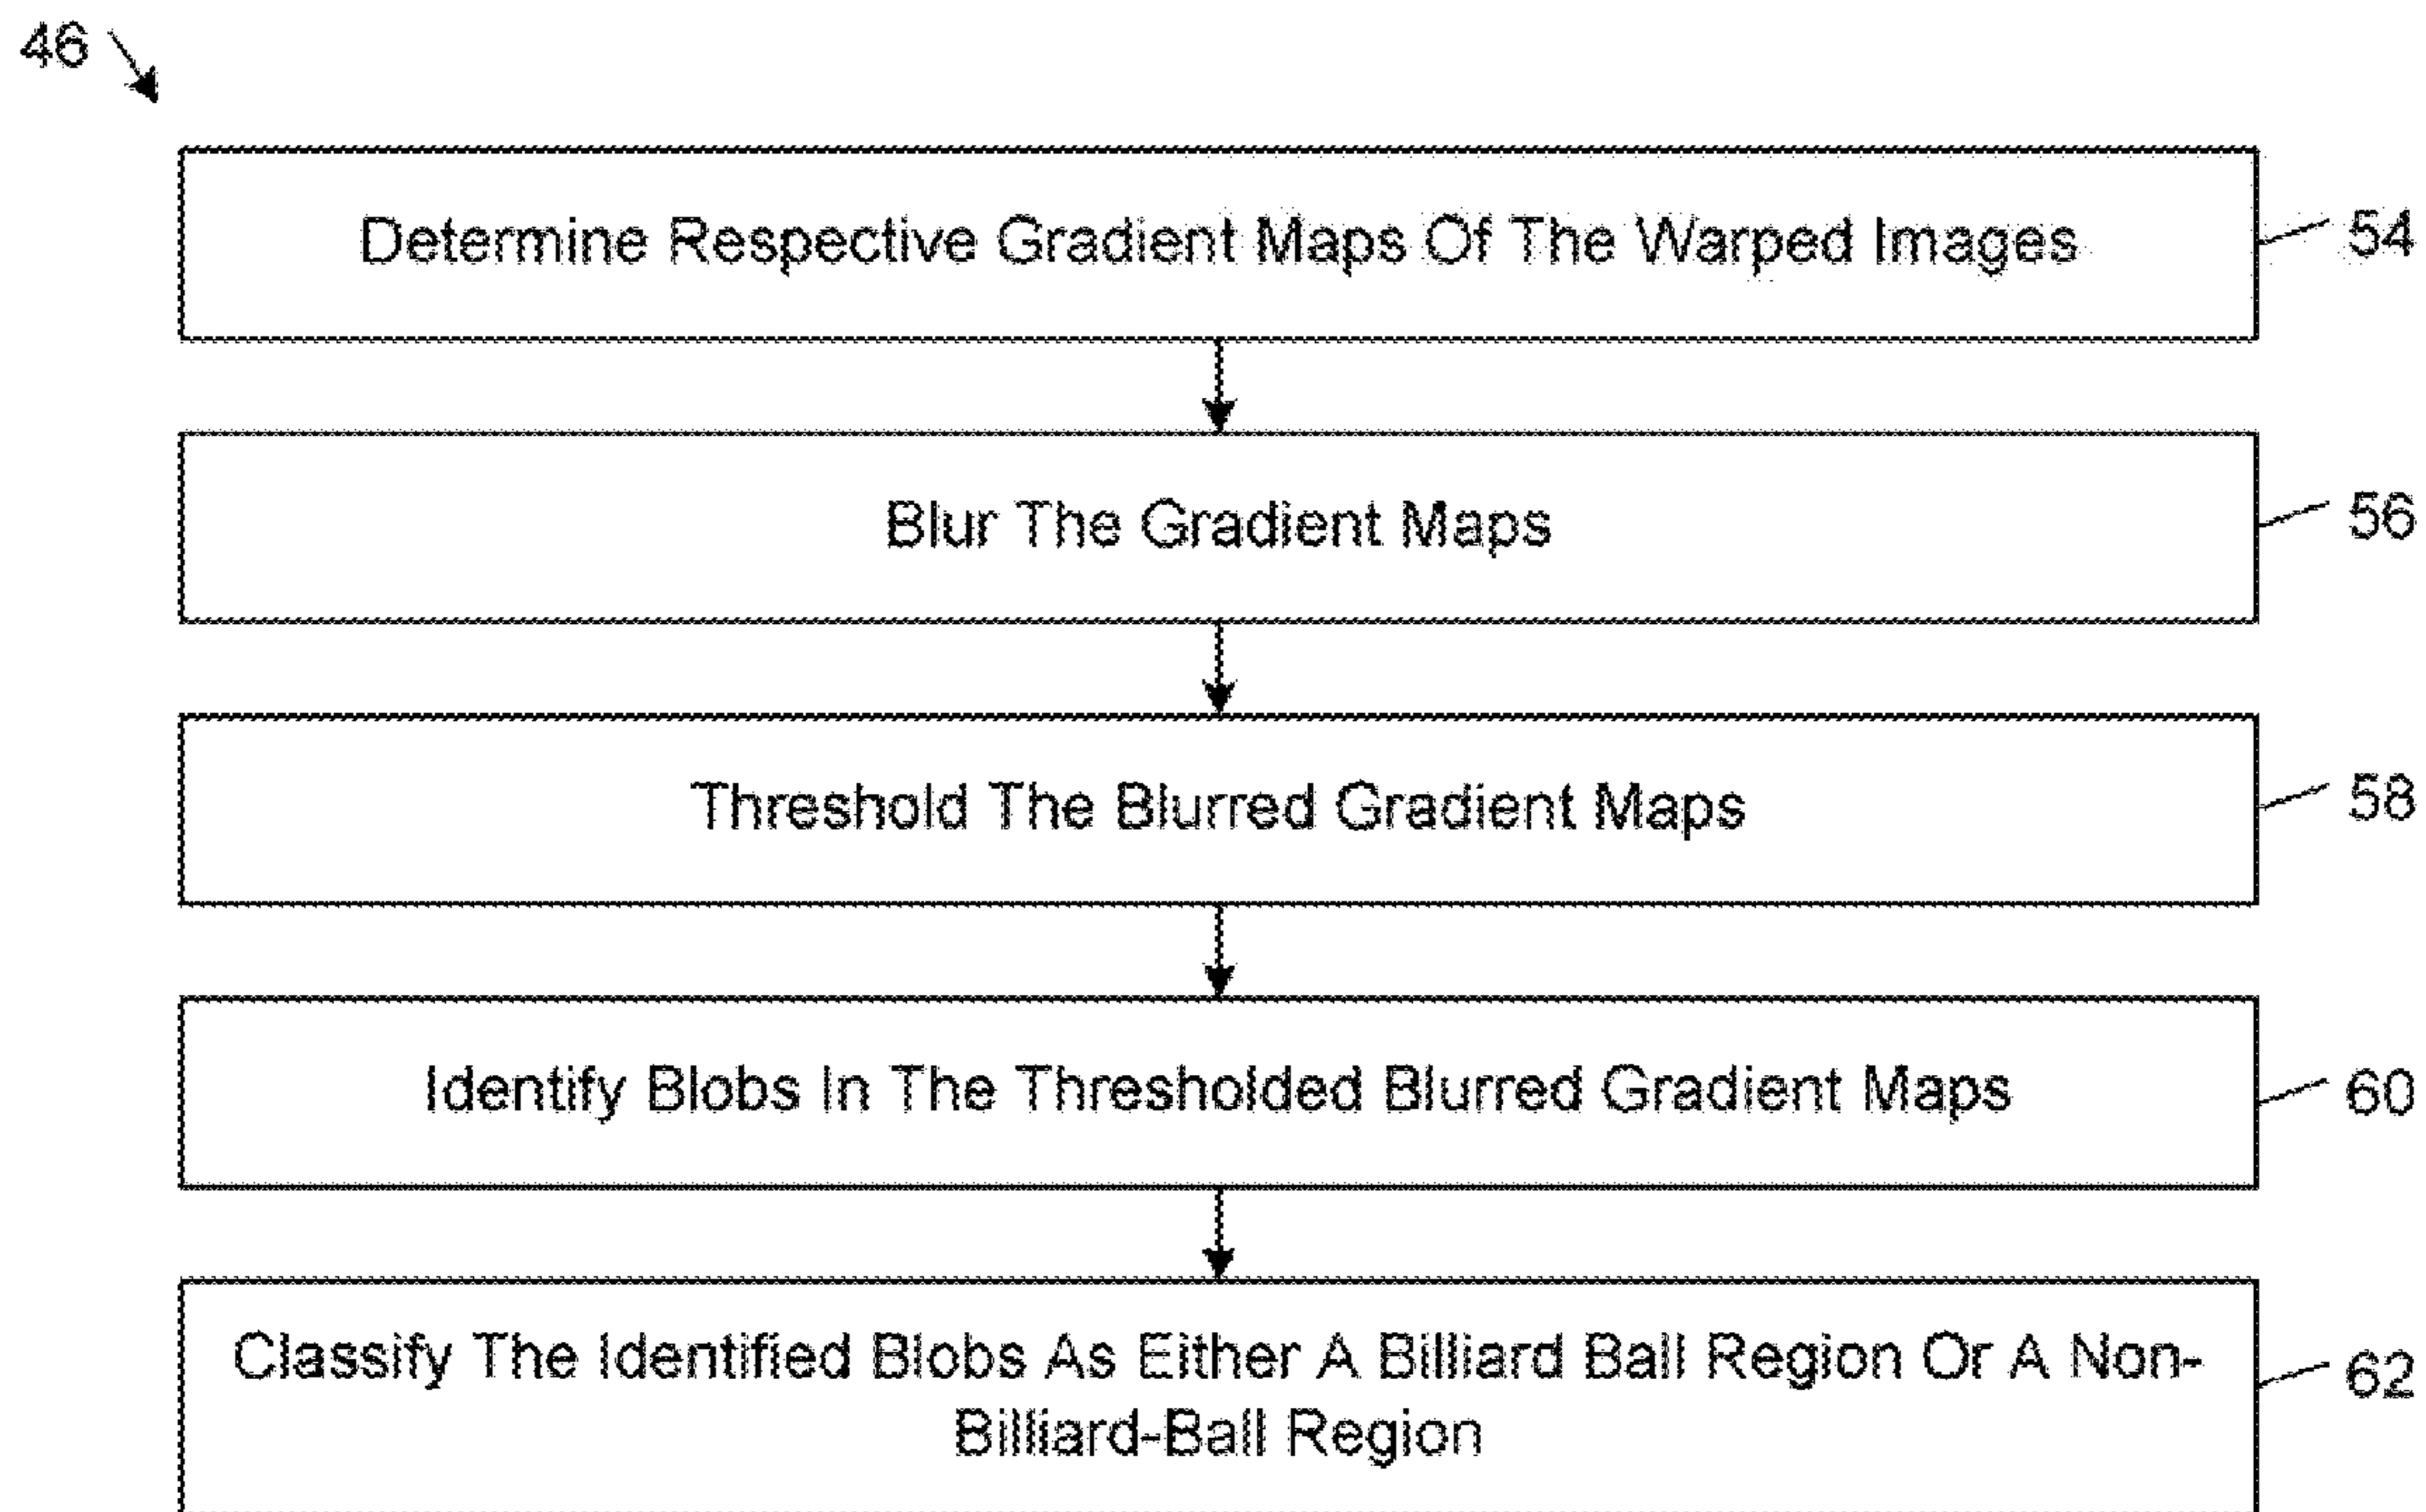 46
Determine Respective Gradient Maps Of The Warped Images
54
Blur The Gradient Maps
56
Threshold The Blurred Gradient Maps
58
Identify Blobs In The Thresholded Blurred Gradient Maps
60
Classify The Identified Blobs As Either A Billiard Ball Region Or A Non-
Billiard-Ball Region
62